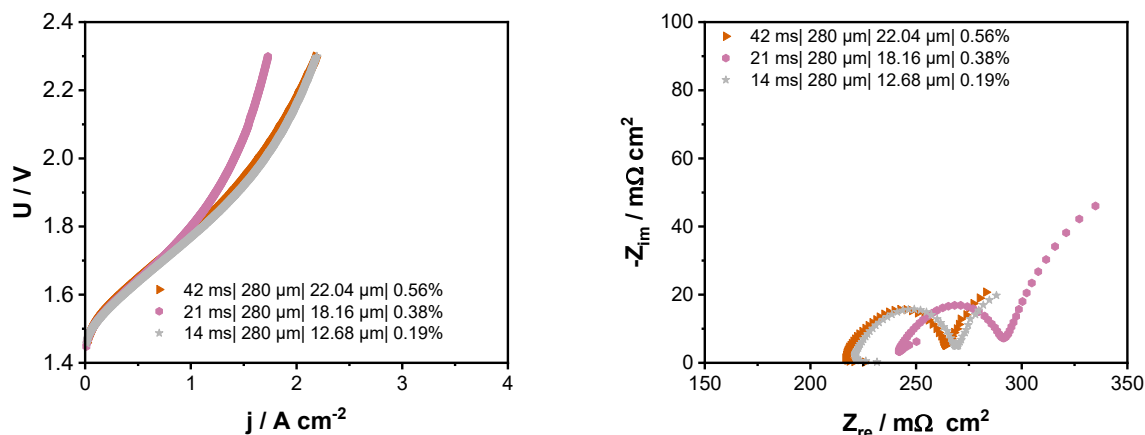 2.4
2.2
2.0
1.8
1.6
1.4
U / V
42 ms| 280 µm| 22.04 µm| 0.56%
21 ms| 280 µm| 18.16 µm| 0.38%
14 ms| 280 µm| 12.68 µm| 0.19%
0 1 2 3 4
j / A cm-2
100
80
60
40
20
0
-Zim / mΩ cm2
42 ms| 280 µm| 22.04 µm| 0.56%
21 ms| 280 µm| 18.16 µm| 0.38%
14 ms| 280 µm| 12.68 µm| 0.19%
150 200 250 300 350
Zre / mΩ cm2